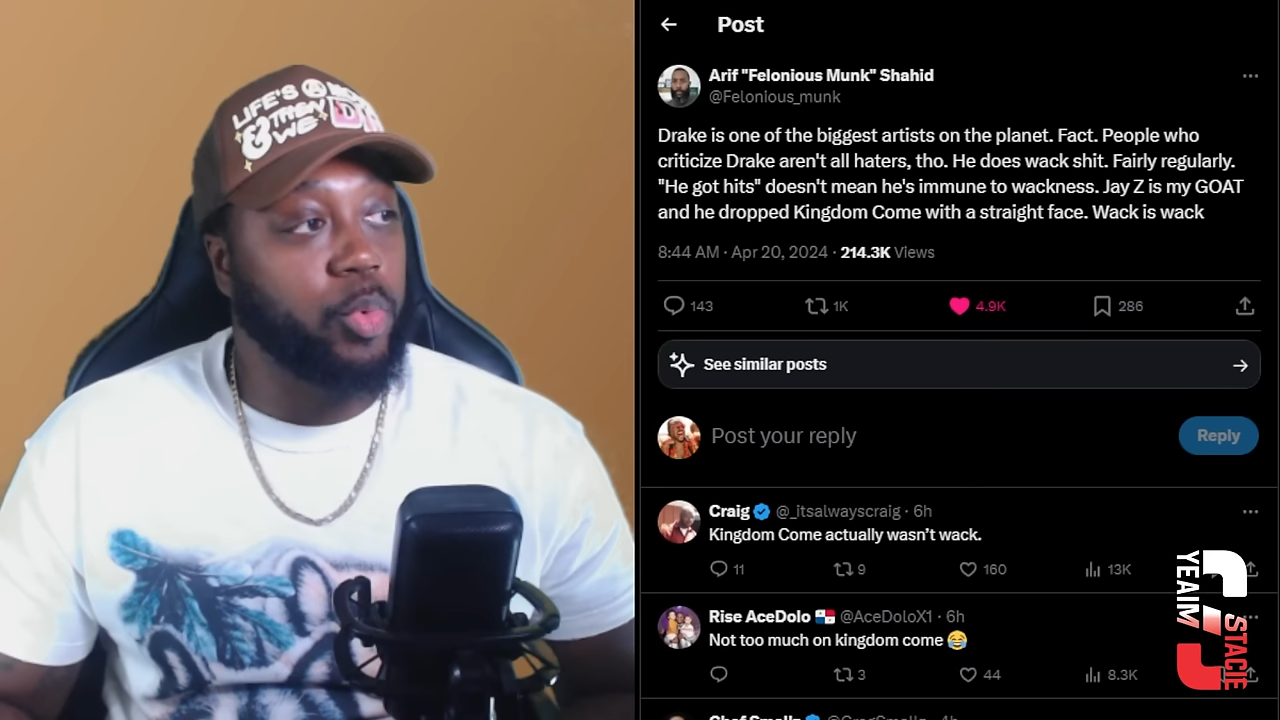 LIFE'S
& THEN
WE
Post
Arif "Felonious Munk" Shahid
@Felonious_munk
Drake is one of the biggest artists on the planet. Fact. People who
criticize Drake aren't all haters, tho. He does wack shit. Fairly regularly.
"He got hits" doesn't mean he's immune to wackness. Jay Z is my GOAT
and he dropped Kingdom Come with a straight face. Wack is wack
8:44 AM · Apr 20, 2024 · 214.3K Views
143 1K 4.9K 286
See similar posts
Post your reply
Reply
Craig @_itsalwayscraig · 6h
Kingdom Come actually wasn’t wack.
11 9 160 13K
Rise AceDolo 🇵🇦 @AceDoloX1 · 6h
Not too much on kingdom come 😂
3 44 8.3K
YEAIM
J
STACIE